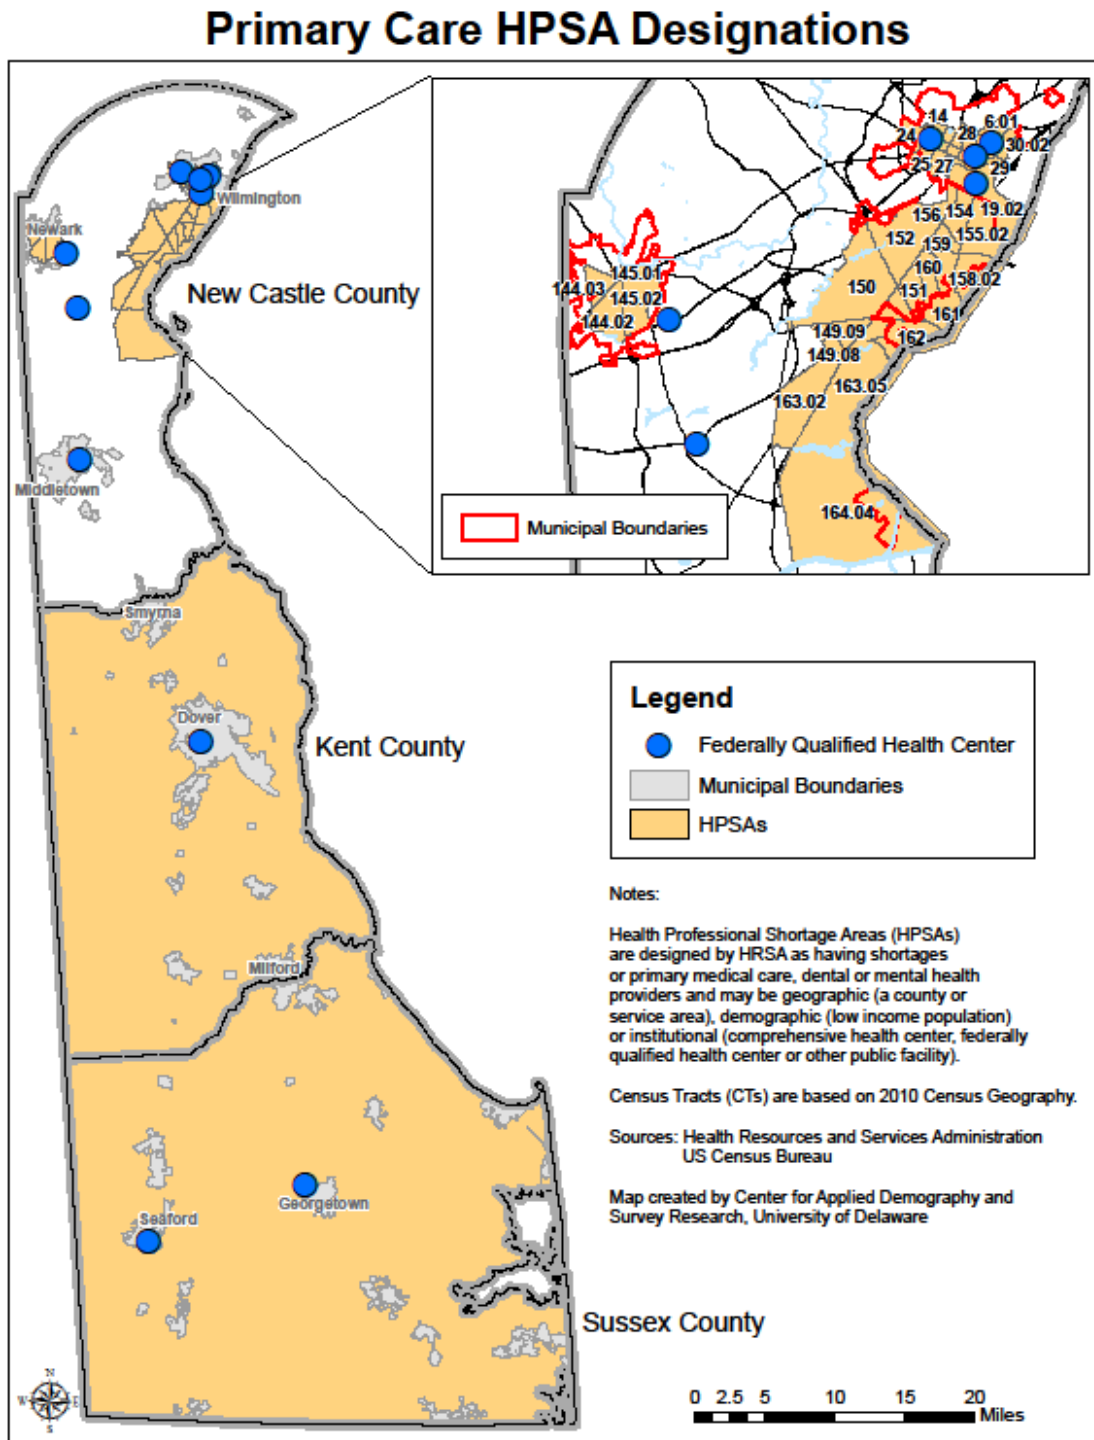 Primary Care HPSA Designations
Wilmington
Newark
New Castle County
Middletown
Smyrna
Dover
Kent County
Milford
Georgetown
Seaford
Sussex County
14
6.01
24
28
30.02
25
27
29
156
154
19.02
152
159
155.02
145.01
160
158.02
144.03
145.02
150
151
161
144.02
149.09
162
149.08
163.05
163.02
164.04
Municipal Boundaries
Legend
Federally Qualified Health Center
Municipal Boundaries
HPSAs
Notes:
Health Professional Shortage Areas (HPSAs)
are designed by HRSA as having shortages
or primary medical care, dental or mental health
providers and may be geographic (a county or
service area), demographic (low income population)
or institutional (comprehensive health center, federally
qualified health center or other public facility).
Census Tracts (CTs) are based on 2010 Census Geography.
Sources: Health Resources and Services Administration
US Census Bureau
Map created by Center for Applied Demography and
Survey Research, University of Delaware
N
W E
S
0 2.5 5 10 15 20
Miles